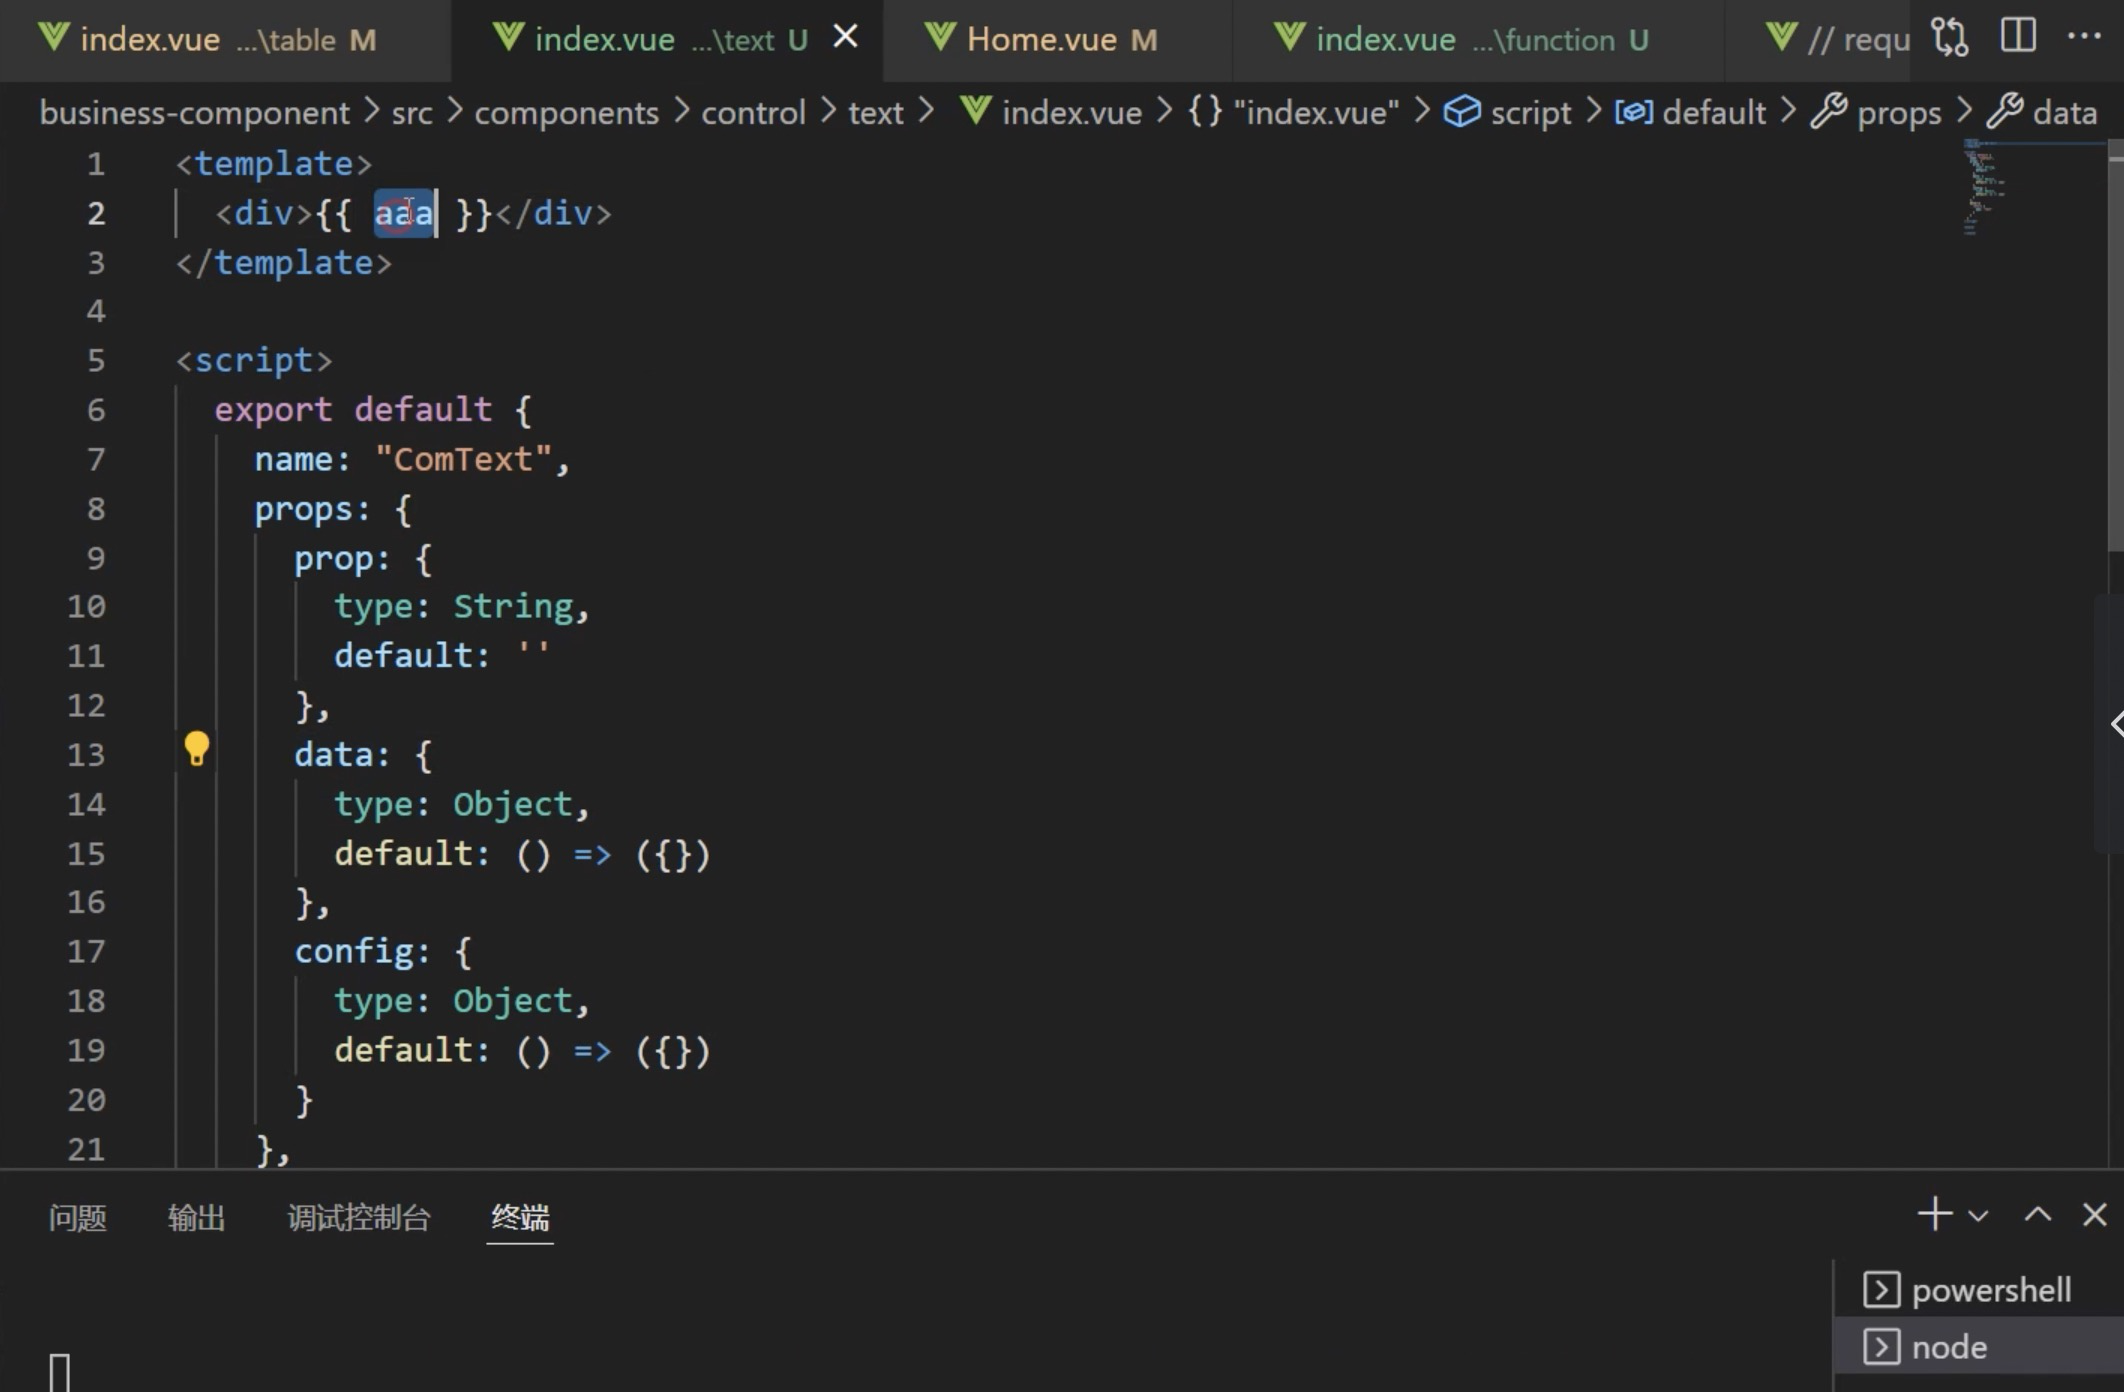 index.vue ...\table M index.vue ...\text U Home.vue M index.vue ...\function U // requ
business-component > src > components > control > text > index.vue > {} "index.vue" > script > default > props > data
1 <template>
2 <div>{{ aaa }}</div>
3 </template>
4
5 <script>
6 export default {
7 name: "ComText",
8 props: {
9 prop: {
10 type: String,
11 default: ''
12 },
13 data: {
14 type: Object,
15 default: () => ({})
16 },
17 config: {
18 type: Object,
19 default: () => ({})
20 }
21 },
问题 输出 调试控制台 终端
powershell
node